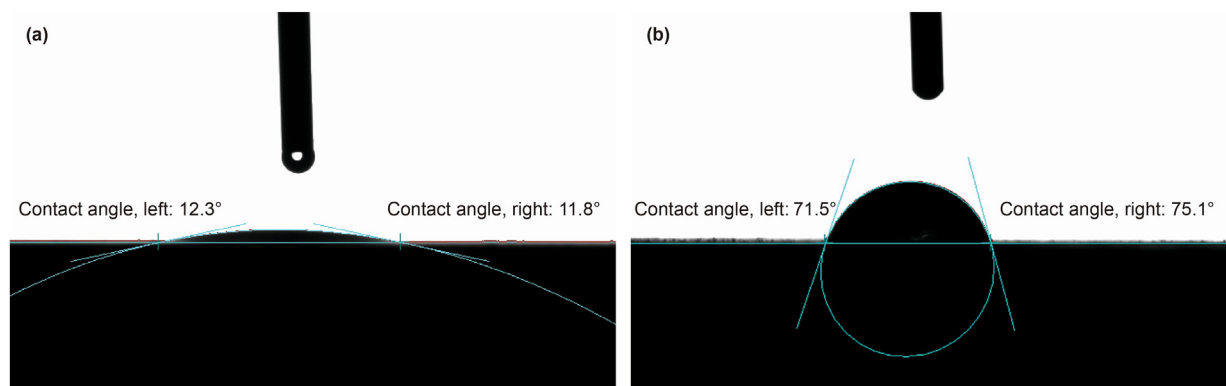 (a)
Contact angle, left: 12.3°
Contact angle, right: 11.8°
(b)
Contact angle, left: 71.5°
Contact angle, right: 75.1°